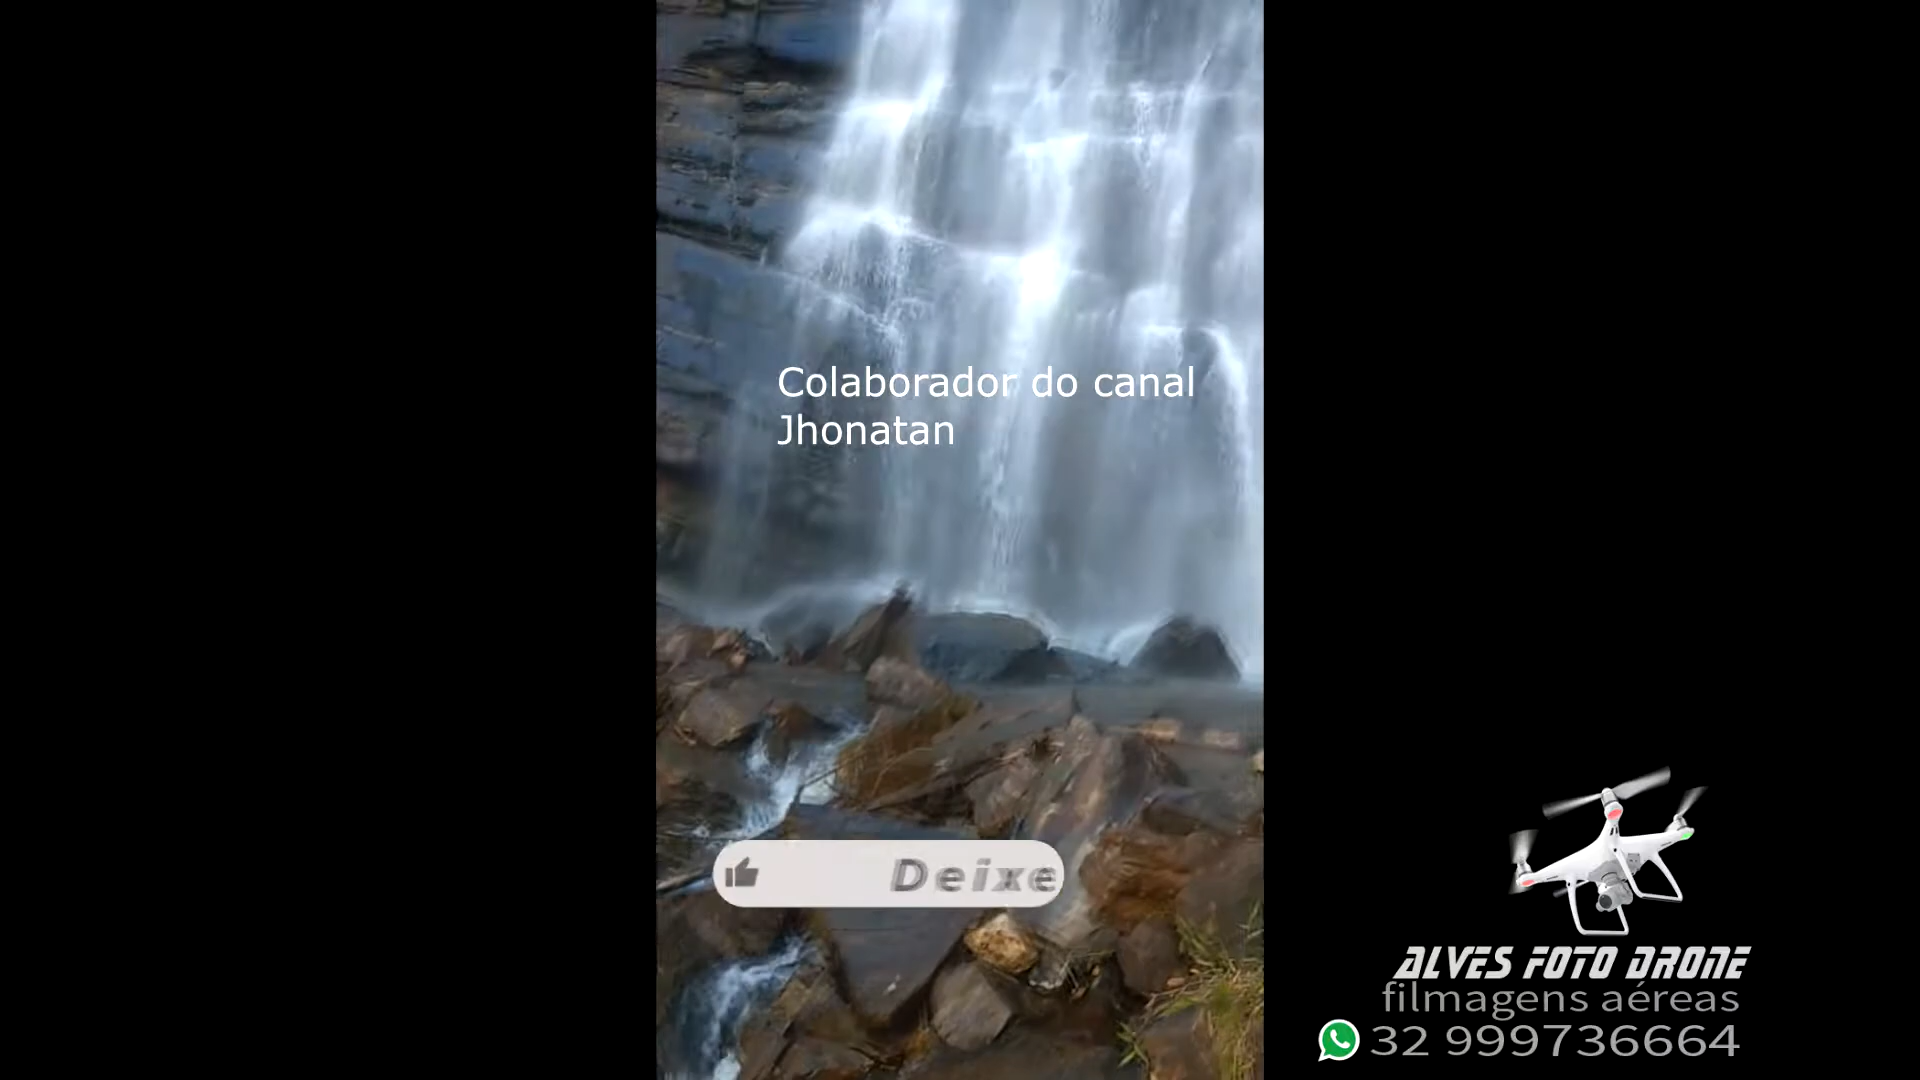 Colaborador do canal
Jhonatan
Deixe
ALVES FOTO DRONE
filmagens aéreas
32 999736664